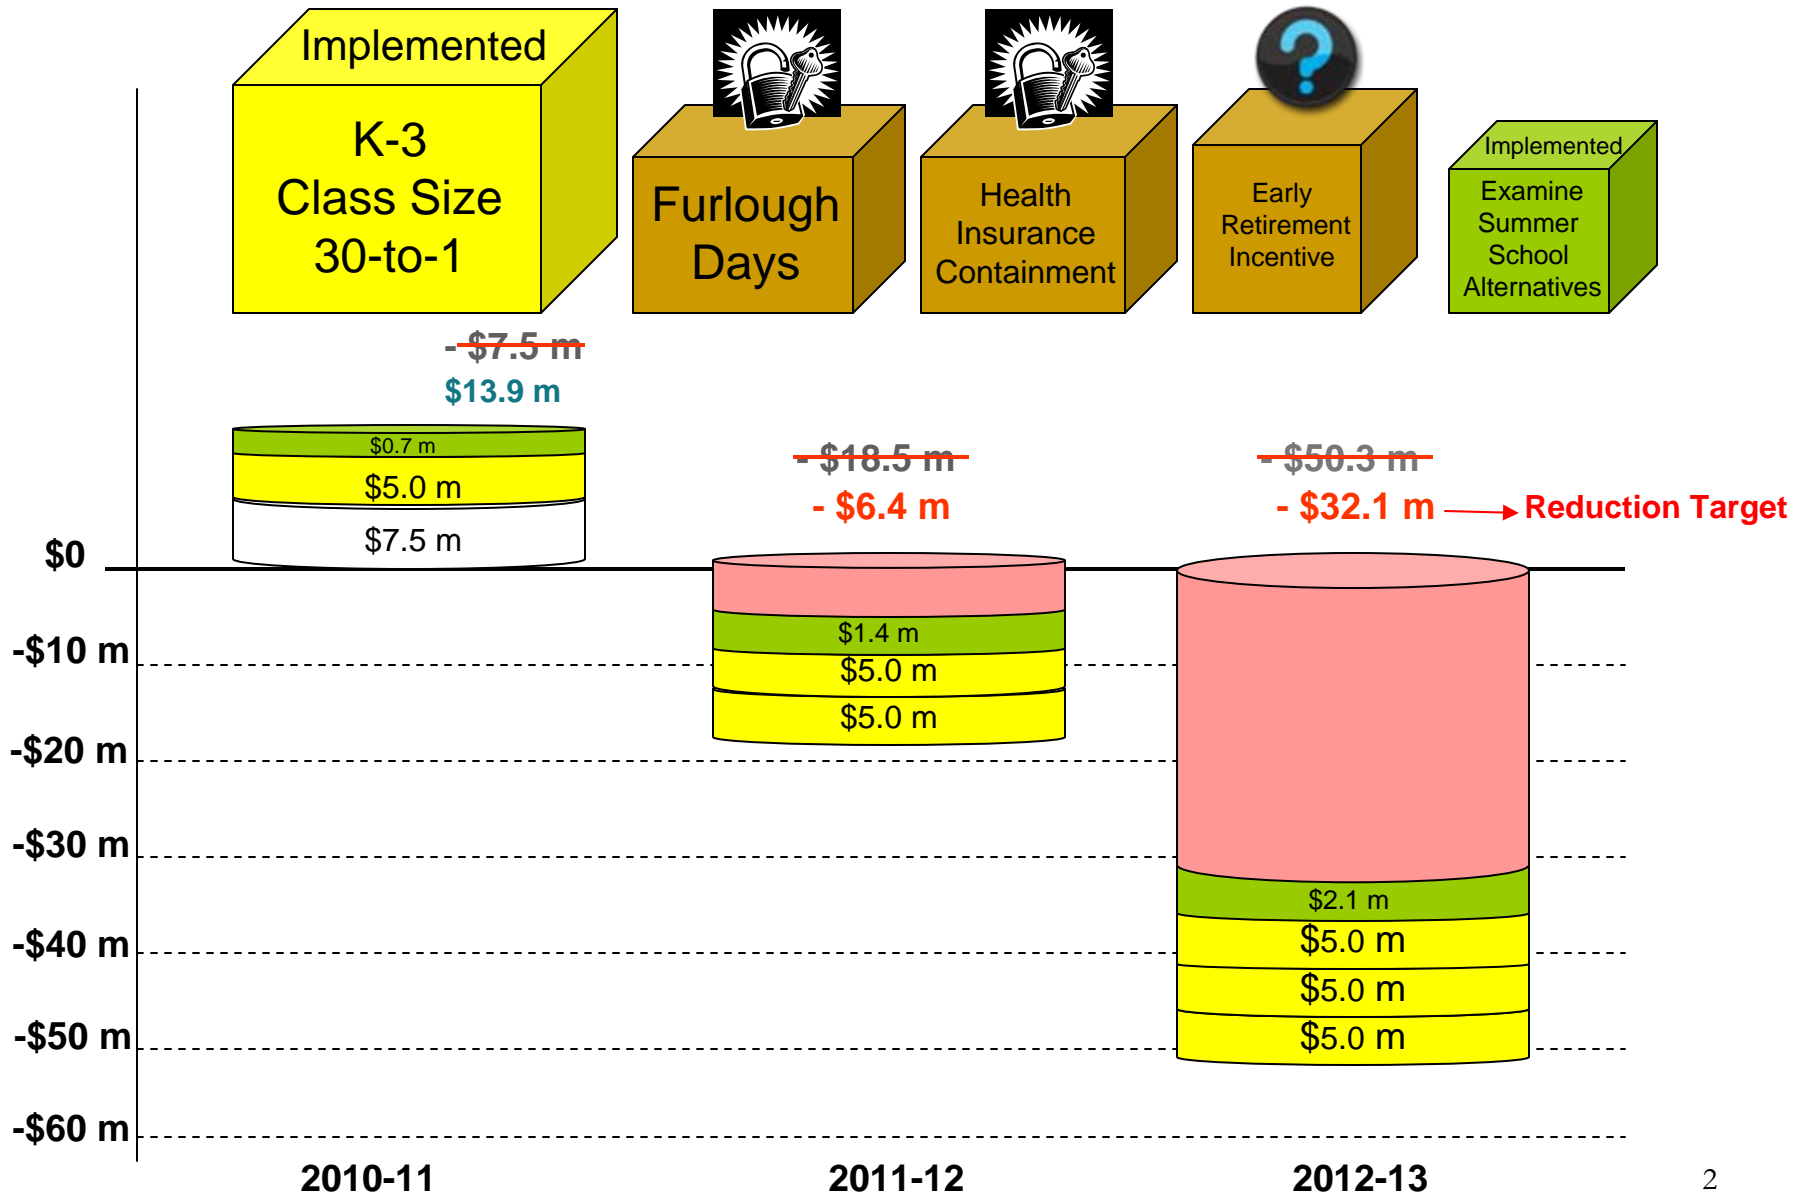 Implemented
K-3
Class Size
30-to-1
Furlough
Days
Health
Insurance
Containment
Early
Retirement
Incentive
Implemented
Examine
Summer
School
Alternatives
- $7.5 m
$13.9 m
$0.7 m
$5.0 m
$7.5 m
- $18.5 m
- $6.4 m
- $50.3 m
- $32.1 m
Reduction Target
$0
-$10 m
-$20 m
-$30 m
-$40 m
-$50 m
-$60 m
$1.4 m
$5.0 m
$5.0 m
$2.1 m
$5.0 m
$5.0 m
$5.0 m
2010-11
2011-12
2012-13
2